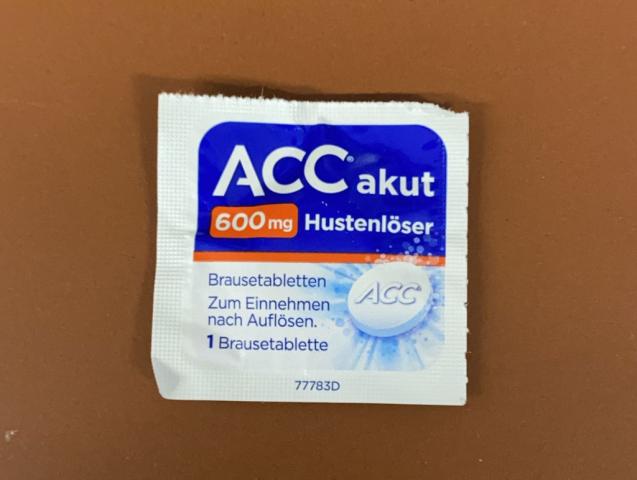 ACC® akut
600 mg Hustenlöser
Brausetabletten
Zum Einnehmen
nach Auflösen.
1 Brausetablette
ACC
77783D